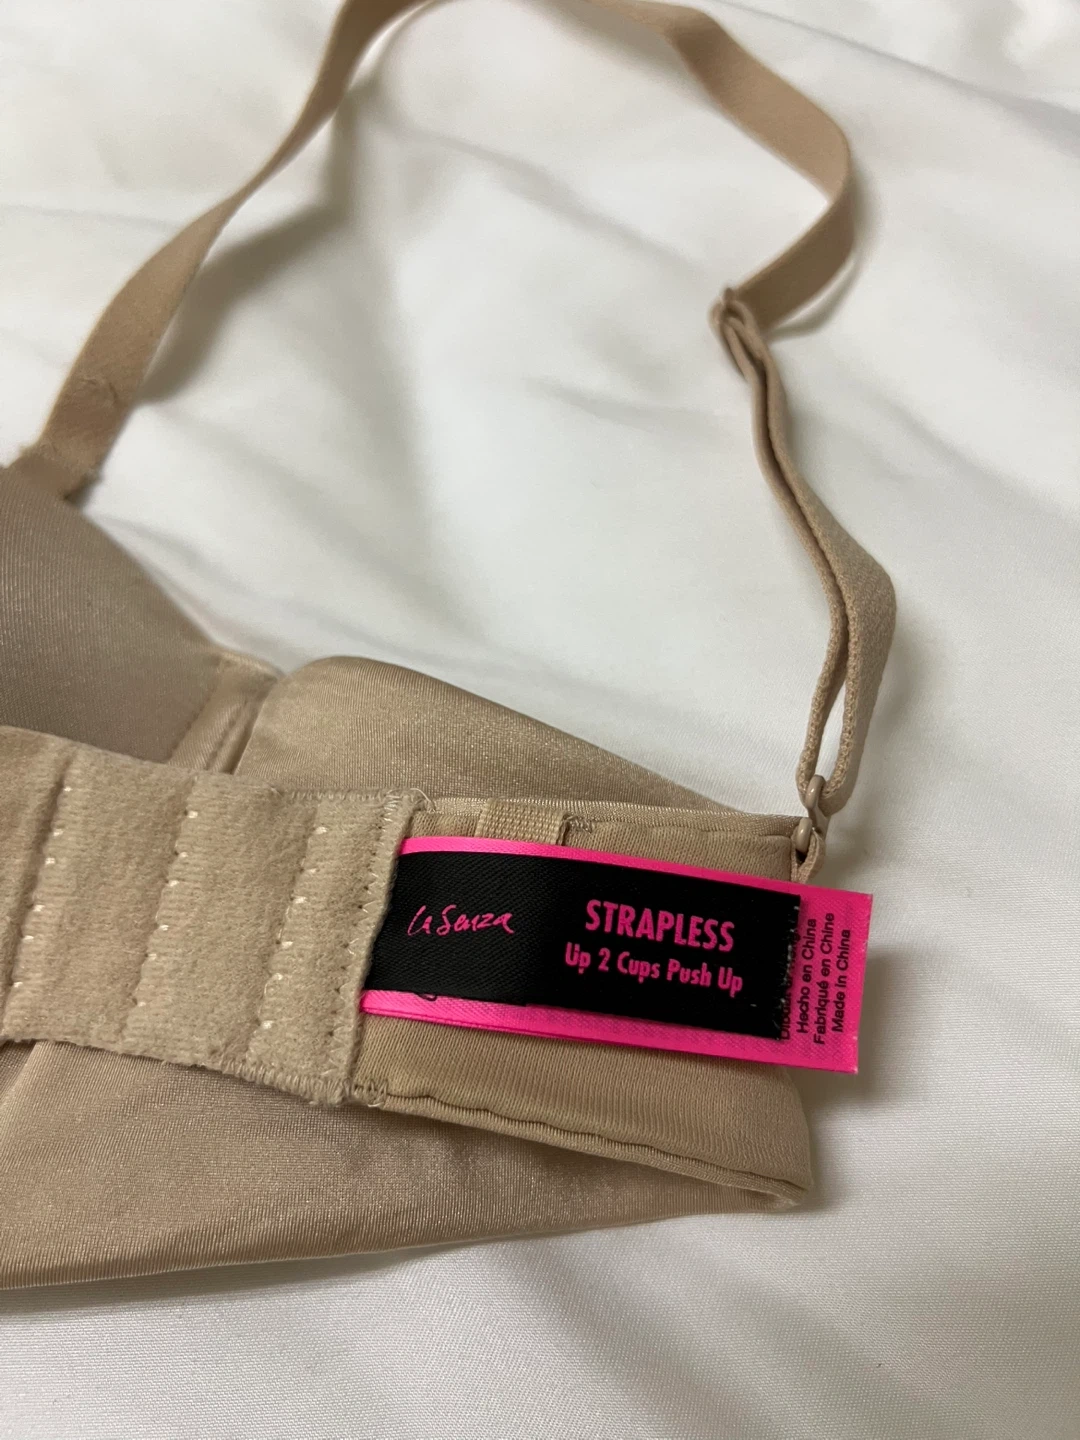 La Senza
STRAPLESS
Up 2 Cups Push Up
Hecho en China
Fabriqué en Chine
Made in China